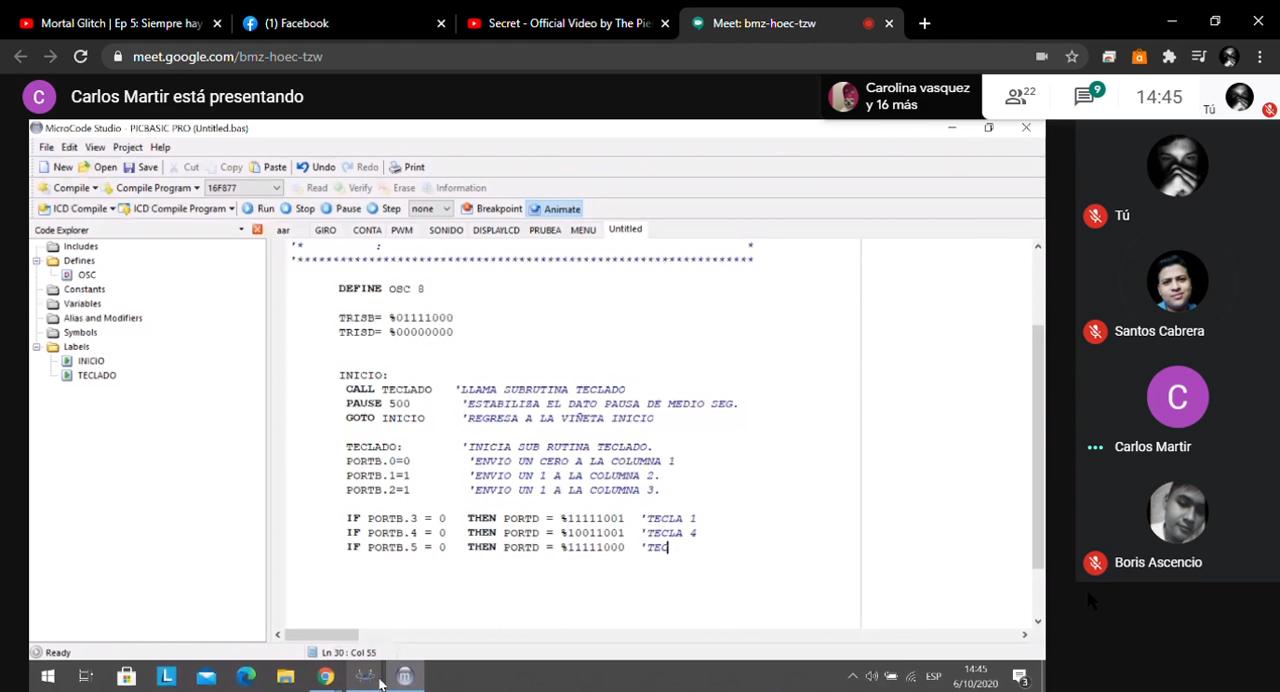 Mortal Glitch | Ep 5: Siempre hay
(1) Facebook
Secret - Official Video by The Pie
Meet: bmz-hoec-tzw
meet.google.com/bmz-hoec-tzw
C
Carlos Martir está presentando
Carolina vasquez
y 16 más
22
9
14:45
Tú
MicroCode Studio - PICBASIC PRO (Untitled.bas)
File Edit View Project Help
New Open Save Cut Copy Paste Undo Redo Print
Compile Compile Program 16F877 Read Verify Erase Information
ICD Compile ICD Compile Program Run Stop Pause Step none Breakpoint Animate
Code Explorer
aar GIRO CONTA PWM SONIDO DISPLAYLCD PRUBEA MENU Untitled
Includes
Defines
OSC
Constants
Variables
Alias and Modifiers
Symbols
Labels
INICIO
TECLADO
'* : *
'****************************************************************
DEFINE OSC 8
TRISB= %01111000
TRISD= %00000000
INICIO:
CALL TECLADO 'LLAMA SUBRUTINA TECLADO
PAUSE 500 'ESTABILIZA EL DATO PAUSA DE MEDIO SEG.
GOTO INICIO 'REGRESA A LA VIÑETA INICIO
TECLADO: 'INICIA SUB RUTINA TECLADO.
PORTB.0=0 'ENVIO UN CERO A LA COLUMNA 1
PORTB.1=1 'ENVIO UN 1 A LA COLUMNA 2.
PORTB.2=1 'ENVIO UN 1 A LA COLUMNA 3.
IF PORTB.3 = 0 THEN PORTD = %11111001 'TECLA 1
IF PORTB.4 = 0 THEN PORTD = %10011001 'TECLA 4
IF PORTB.5 = 0 THEN PORTD = %11111000 'TEC
Ready
Ln 30 : Col 55
Tú
Santos Cabrera
C
Carlos Martir
Boris Ascencio
L
ESP
14:45
6/10/2020
3